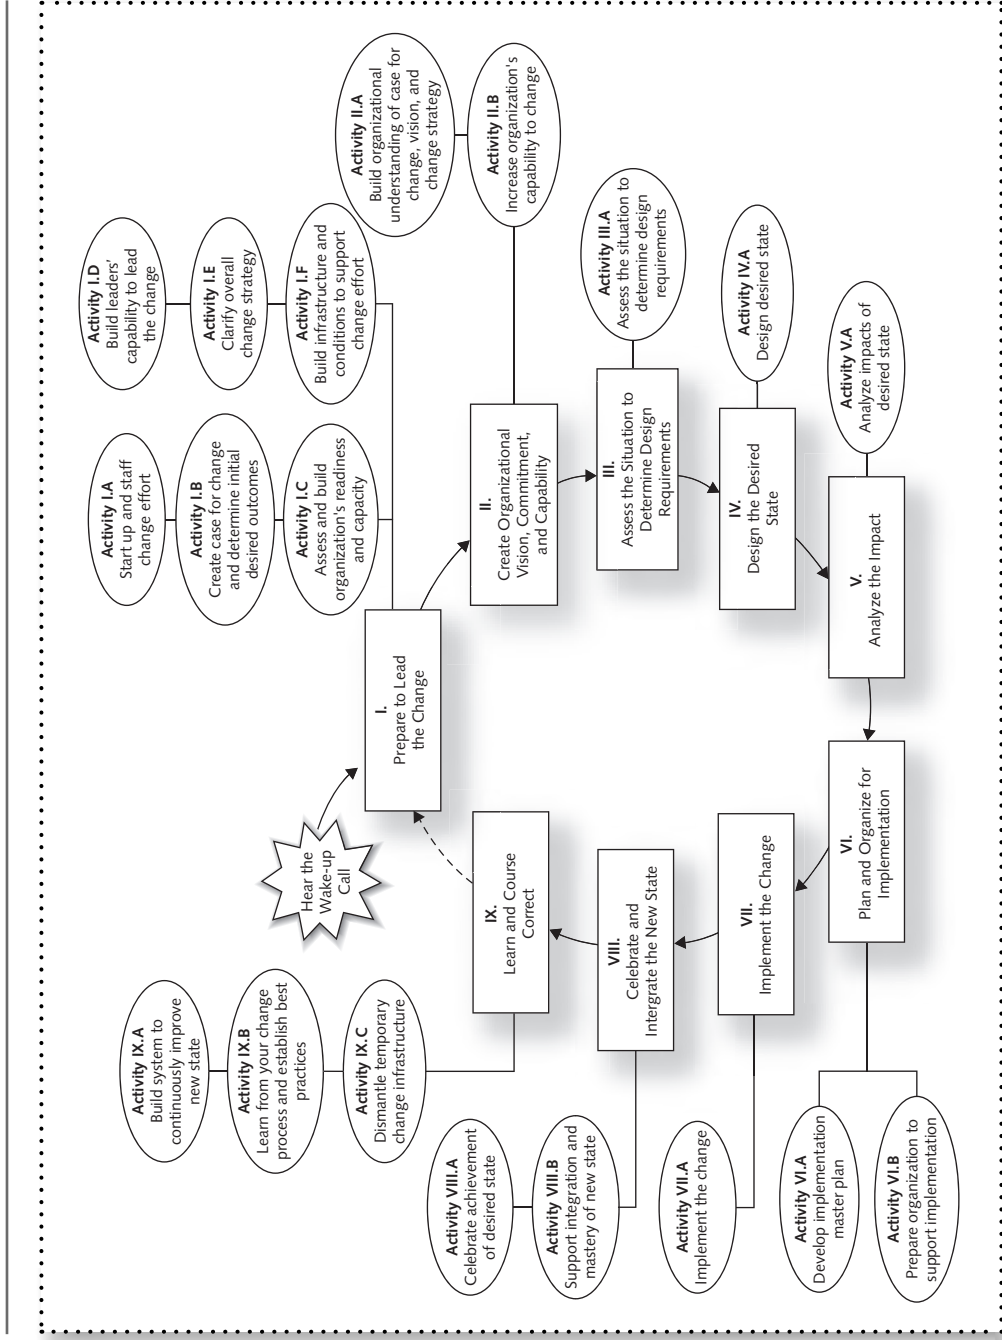 Hear the
Wake-up
Call
I.
Prepare to Lead
the Change
Activity I.A
Start up and staff
change effort
Activity I.B
Create case for change
and determine initial
desired outcomes
Activity I.C
Assess and build
organization's readiness
and capacity
Activity I.D
Build leaders'
capability to lead
the change
Activity I.E
Clarify overall
change strategy
Activity I.F
Build infrastructure and
conditions to support
change effort
II.
Create Organizational
Vision, Commitment,
and Capability
Activity II.A
Build organizational
understanding of case for
change, vision, and
change strategy
Activity II.B
Increase organization's
capability to change
III.
Assess the Situation to
Determine Design
Requirements
Activity III.A
Assess the situation to
determine design
requirements
IV.
Design the Desired
State
Activity IV.A
Design desired state
V.
Analyze the Impact
Activity V.A
Analyze impacts of
desired state
VI.
Plan and Organize for
Implementation
Activity VI.A
Develop implementation
master plan
Activity VI.B
Prepare organization to
support implementation
VII.
Implement the Change
Activity VII.A
Implement the change
VIII.
Celebrate and
Intergrate the New State
Activity VIII.A
Celebrate achievement
of desired state
Activity VIII.B
Support integration and
mastery of new state
IX.
Learn and Course
Correct
Activity IX.A
Build system to
continuously improve
new state
Activity IX.B
Learn from your change
process and establish best
practices
Activity IX.C
Dismantle temporary
change infrastructure